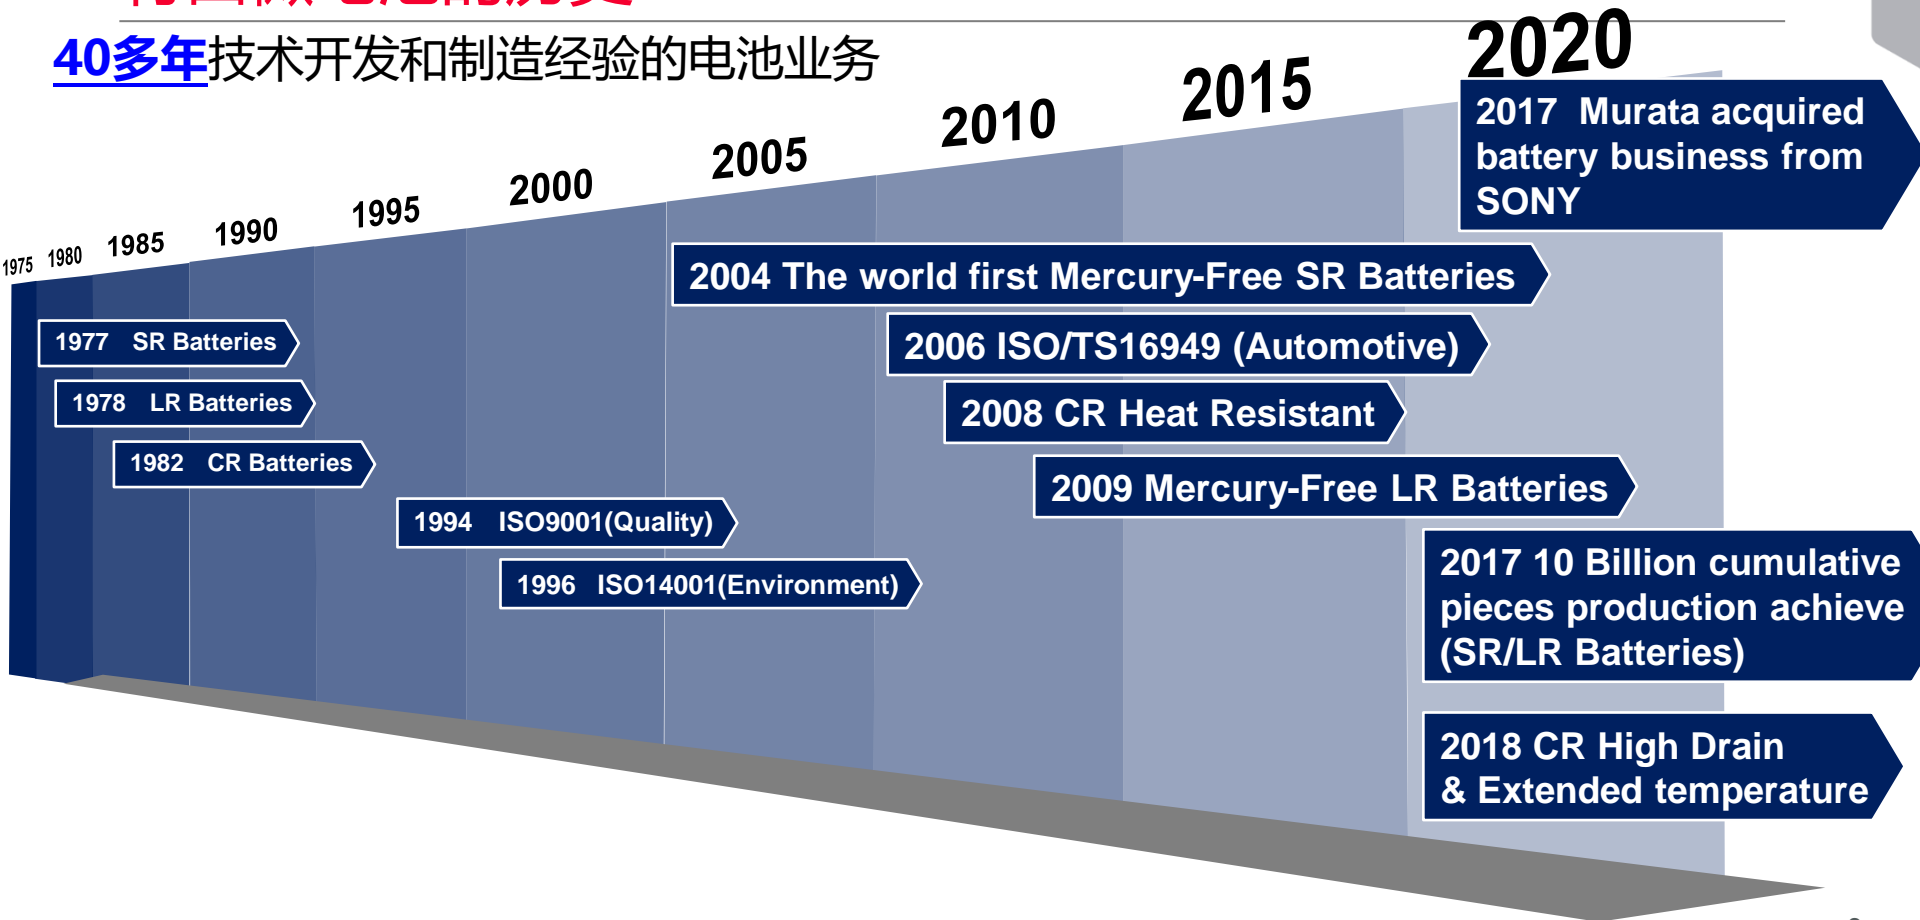 40多年技术开发和制造经验的电池业务
1975
1980
1985
1990
1995
2000
2005
2010
2015
2020
2017 Murata acquired
battery business from
SONY
2004 The world first Mercury-Free SR Batteries
1977 SR Batteries
2006 ISO/TS16949 (Automotive)
1978 LR Batteries
2008 CR Heat Resistant
1982 CR Batteries
2009 Mercury-Free LR Batteries
1994 ISO9001(Quality)
1996 ISO14001(Environment)
2017 10 Billion cumulative
pieces production achieve
(SR/LR Batteries)
2018 CR High Drain
& Extended temperature